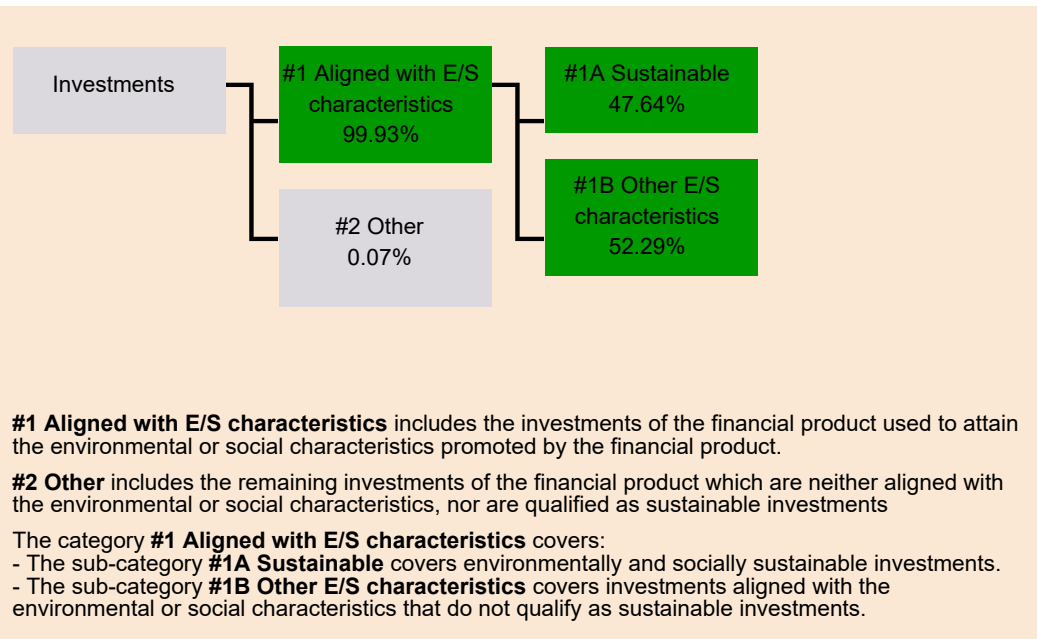 Investments
#1 Aligned with E/S
characteristics
99.93%
#2 Other
0.07%
#1A Sustainable
47.64%
#1B Other E/S
characteristics
52.29%
#1 Aligned with E/S characteristics includes the investments of the financial product used to attain
the environmental or social characteristics promoted by the financial product.
#2 Other includes the remaining investments of the financial product which are neither aligned with
the environmental or social characteristics, nor are qualified as sustainable investments
The category #1 Aligned with E/S characteristics covers:
- The sub-category #1A Sustainable covers environmentally and socially sustainable investments.
- The sub-category #1B Other E/S characteristics covers investments aligned with the
environmental or social characteristics that do not qualify as sustainable investments.